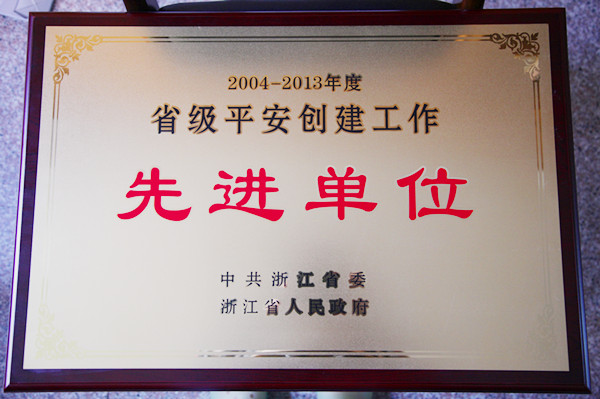 2004-2013年度
省级平安创建工作
先进单位
中共浙江省委
浙江省人民政府